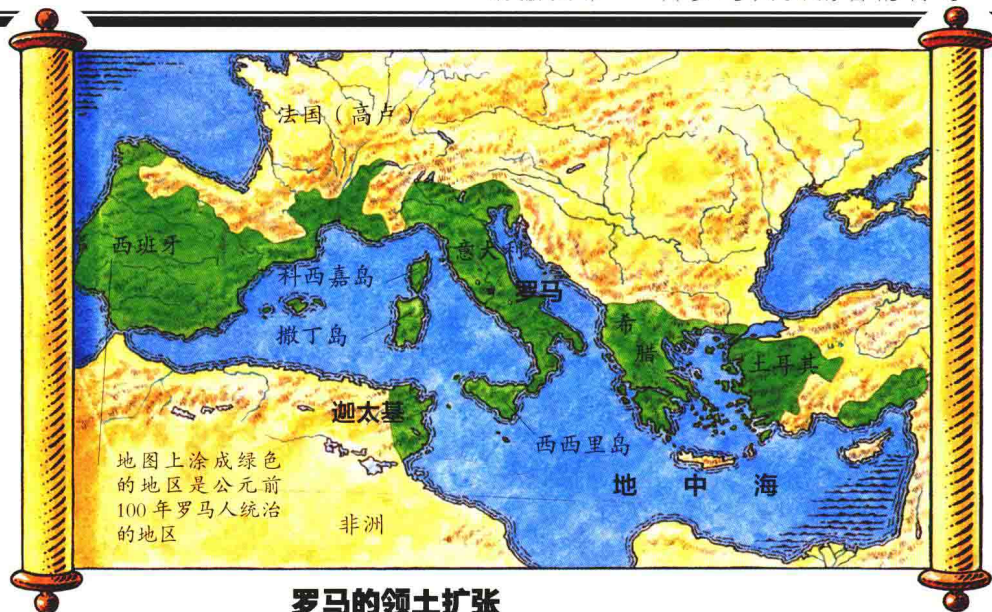 法国（高卢）
西班牙
意大利
科西嘉岛
罗马
撒丁岛
希腊
土耳其
迦太基
西西里岛
地中海
地图上涂成绿色
的地区是公元前
100年罗马人统治
的地区
非洲
罗马的领土扩张